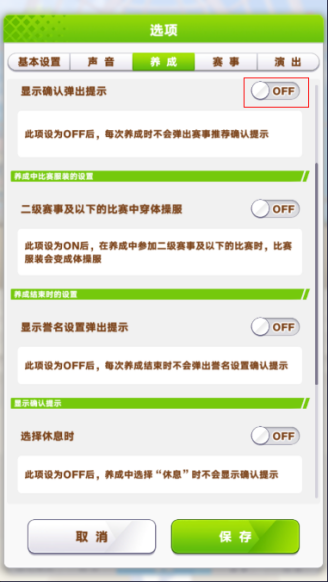 选项
基本设置 声音 养成 赛事 演出
显示确认弹出提示 OFF
此项设为OFF后，每次养成时不会弹出赛事推荐确认提示
养成中比赛服装的设置
二级赛事及以下的比赛中穿体操服 OFF
此项设为ON后，在养成中参加二级赛事及以下的比赛时，比赛
服装会变成体操服
养成结束时的设置
显示誉名设置弹出提示 OFF
此项设为OFF后，每次养成结束时不会弹出誉名设置确认提示
显示确认提示
选择休息时 OFF
此项设为OFF后，养成中选择“休息”时不会显示确认提示
取消 保存